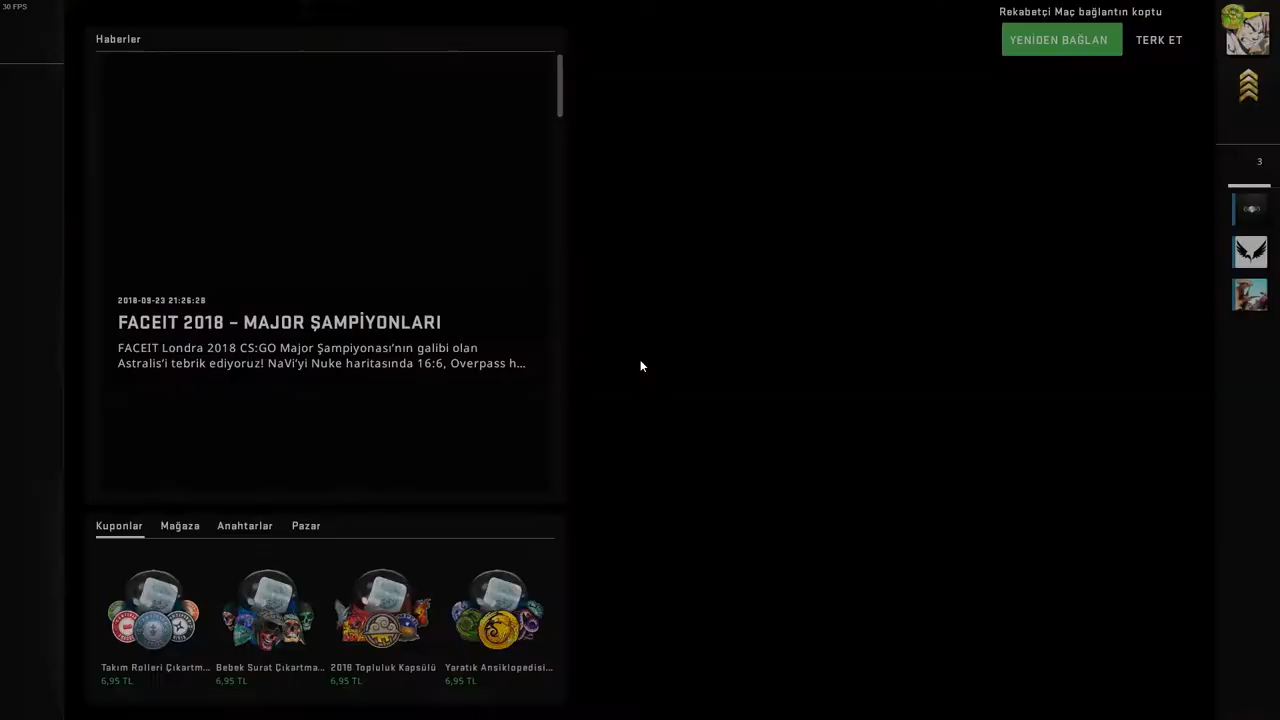 30 FPS
Rekabetçi Maç bağlantın koptu
YENİDEN BAĞLAN
TERK ET
Haberler
3
2018-09-23 21:26:28
FACEIT 2018 – MAJOR ŞAMPİYONLARI
FACEIT Londra 2018 CS:GO Major Şampiyonası'nın galibi olan
Astralis'i tebrik ediyoruz! NaVi'yi Nuke haritasında 16:6, Overpass h...
Kuponlar Mağaza Anahtarlar Pazar
Takım Rolleri Çıkartm... Bebek Surat Çıkartma... 2018 Topluluk Kapsülü Yaratık Ansiklopedisi...
6,95 TL 6,95 TL 6,95 TL 6,95 TL